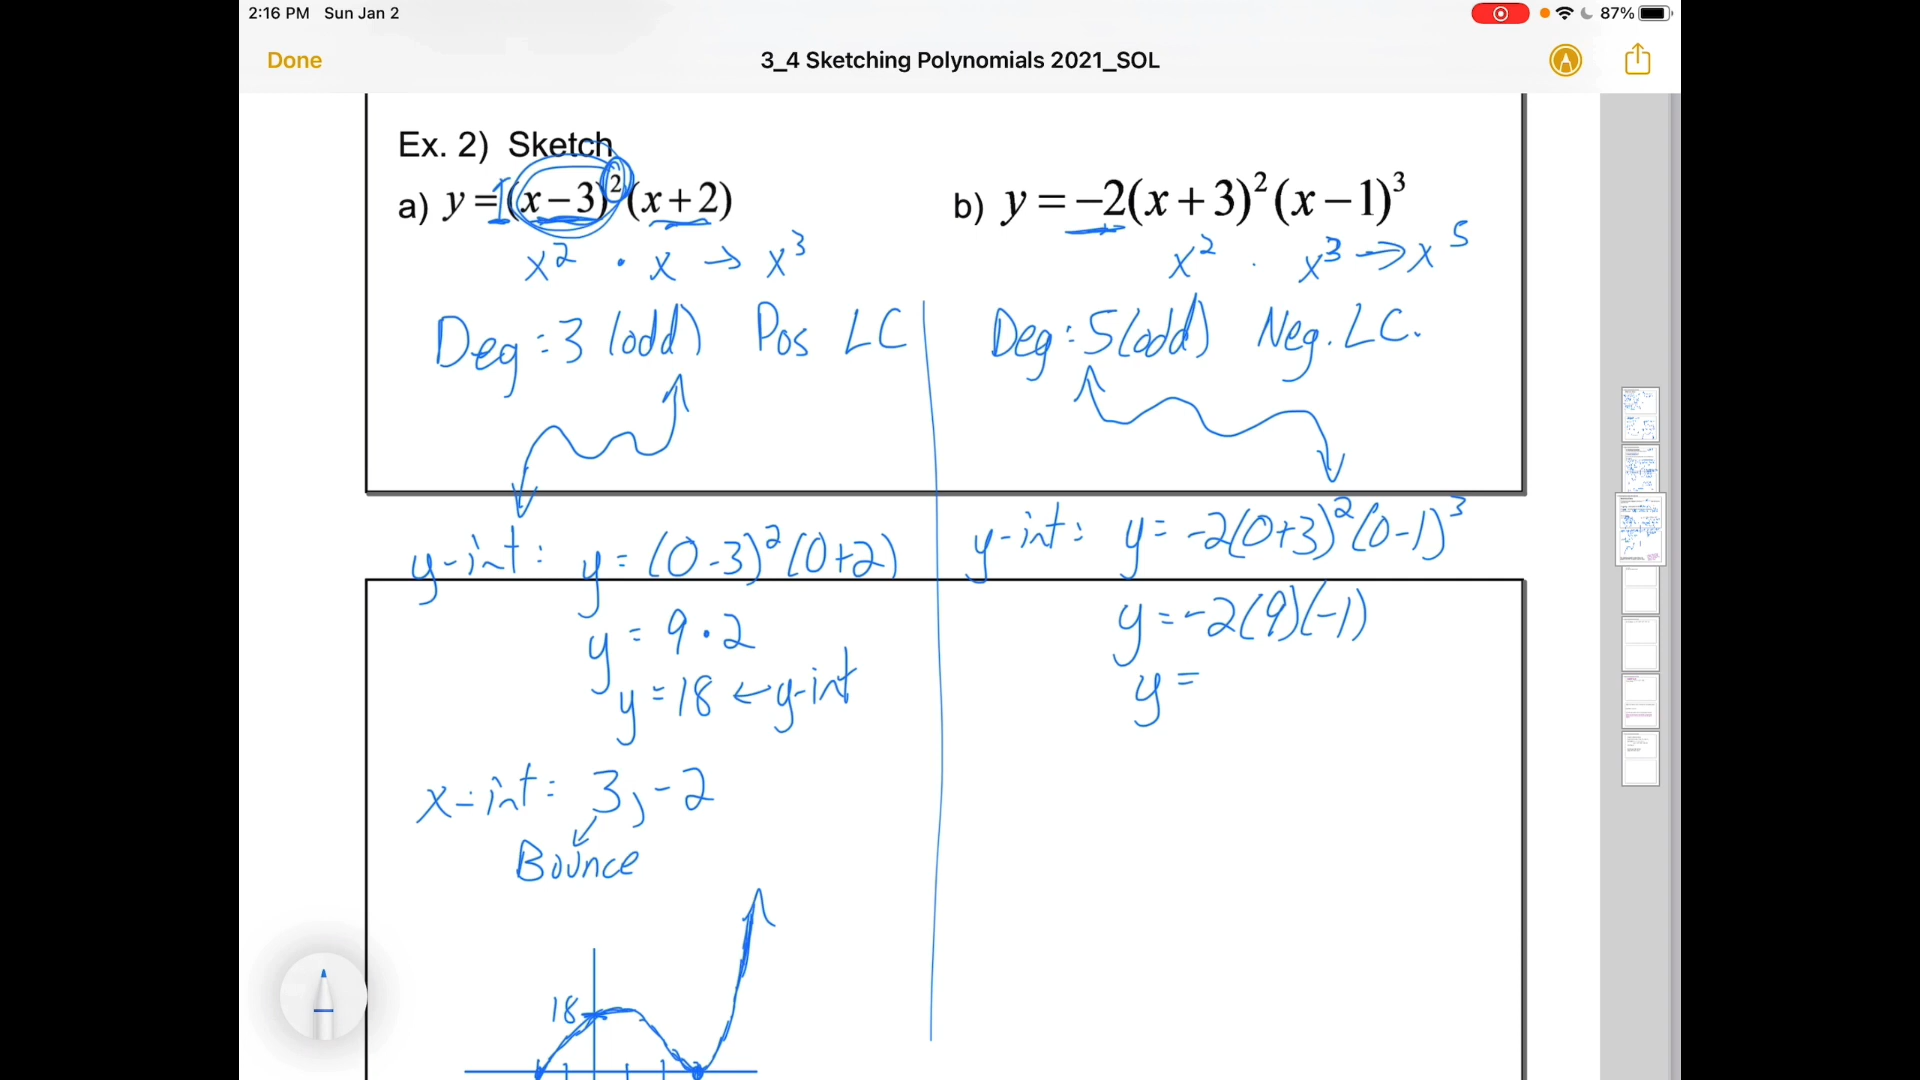 2:16 PM Sun Jan 2
87%
Done
3_4 Sketching Polynomials 2021_SOL
Ex. 2) Sketch
a) y = 1(x−3)²(x+2)
x² · x → x³
Deg: 3 (odd) Pos LC
y-int: y = (0-3)²(0+2)
y = 9·2
y = 18 ← y-int
x-int: 3, -2
Bounce
18
b) y = −2(x+3)²(x−1)³
x² · x³ → x⁵
Deg: 5(odd) Neg. LC.
y-int: y = -2(0+3)²(0-1)³
y = -2(9)(-1)
y =